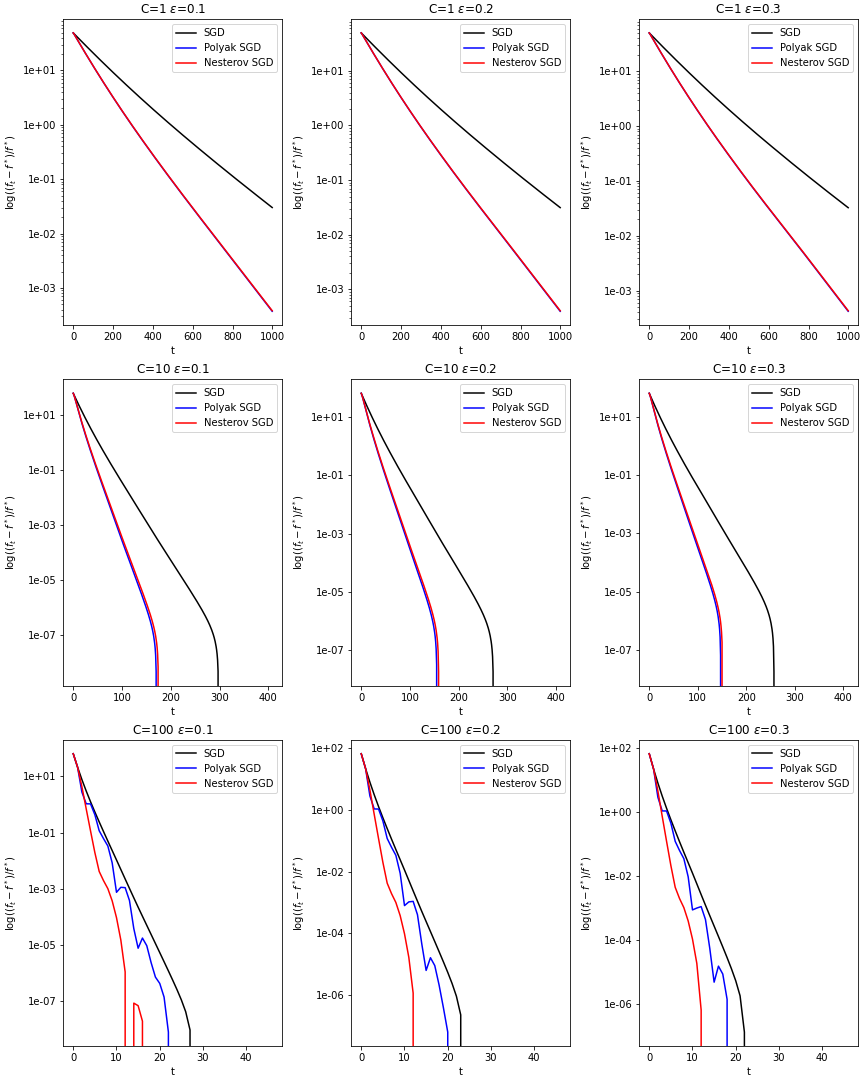 C=1 ε=0.1
SGD
Polyak SGD
Nesterov SGD
log((f_t − f*)/f*)
1e+01
1e+00
1e-01
1e-02
1e-03
0 200 400 600 800 1000
t
C=1 ε=0.2
SGD
Polyak SGD
Nesterov SGD
log((f_t − f*)/f*)
1e+01
1e+00
1e-01
1e-02
1e-03
0 200 400 600 800 1000
t
C=1 ε=0.3
SGD
Polyak SGD
Nesterov SGD
log((f_t − f*)/f*)
1e+01
1e+00
1e-01
1e-02
1e-03
0 200 400 600 800 1000
t
C=10 ε=0.1
SGD
Polyak SGD
Nesterov SGD
log((f_t − f*)/f*)
1e+01
1e-01
1e-03
1e-05
1e-07
0 100 200 300 400
t
C=10 ε=0.2
SGD
Polyak SGD
Nesterov SGD
log((f_t − f*)/f*)
1e+01
1e-01
1e-03
1e-05
1e-07
0 100 200 300 400
t
C=10 ε=0.3
SGD
Polyak SGD
Nesterov SGD
log((f_t − f*)/f*)
1e+01
1e-01
1e-03
1e-05
1e-07
0 100 200 300 400
t
C=100 ε=0.1
SGD
Polyak SGD
Nesterov SGD
log((f_t − f*)/f*)
1e+01
1e-01
1e-03
1e-05
1e-07
0 10 20 30 40
t
C=100 ε=0.2
SGD
Polyak SGD
Nesterov SGD
log((f_t − f*)/f*)
1e+02
1e+00
1e-02
1e-04
1e-06
0 10 20 30 40
t
C=100 ε=0.3
SGD
Polyak SGD
Nesterov SGD
log((f_t − f*)/f*)
1e+02
1e+00
1e-02
1e-04
1e-06
0 10 20 30 40
t